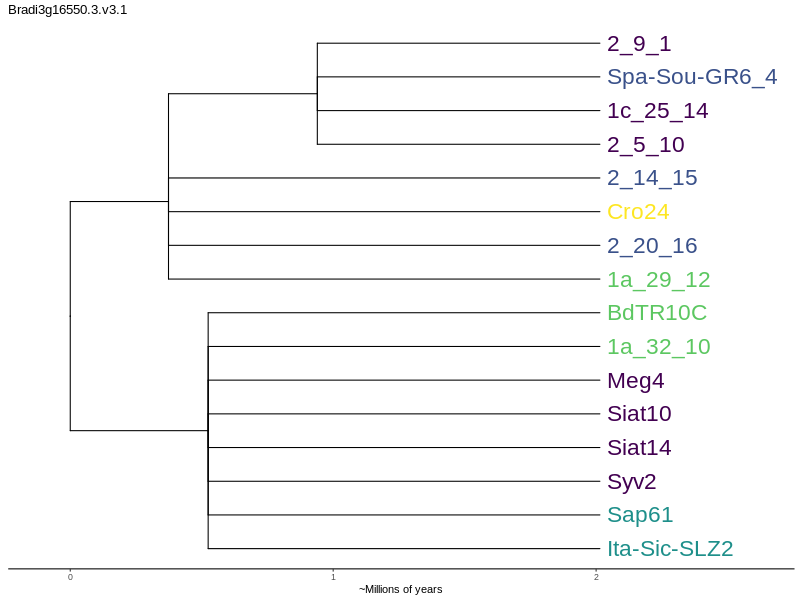 Bradi3g16550.3.v3.1
2_9_1
Spa-Sou-GR6_4
1c_25_14
2_5_10
2_14_15
Cro24
2_20_16
1a_29_12
BdTR10C
1a_32_10
Meg4
Siat10
Siat14
Syv2
Sap61
Ita-Sic-SLZ2
0 1 2
~Millions of years